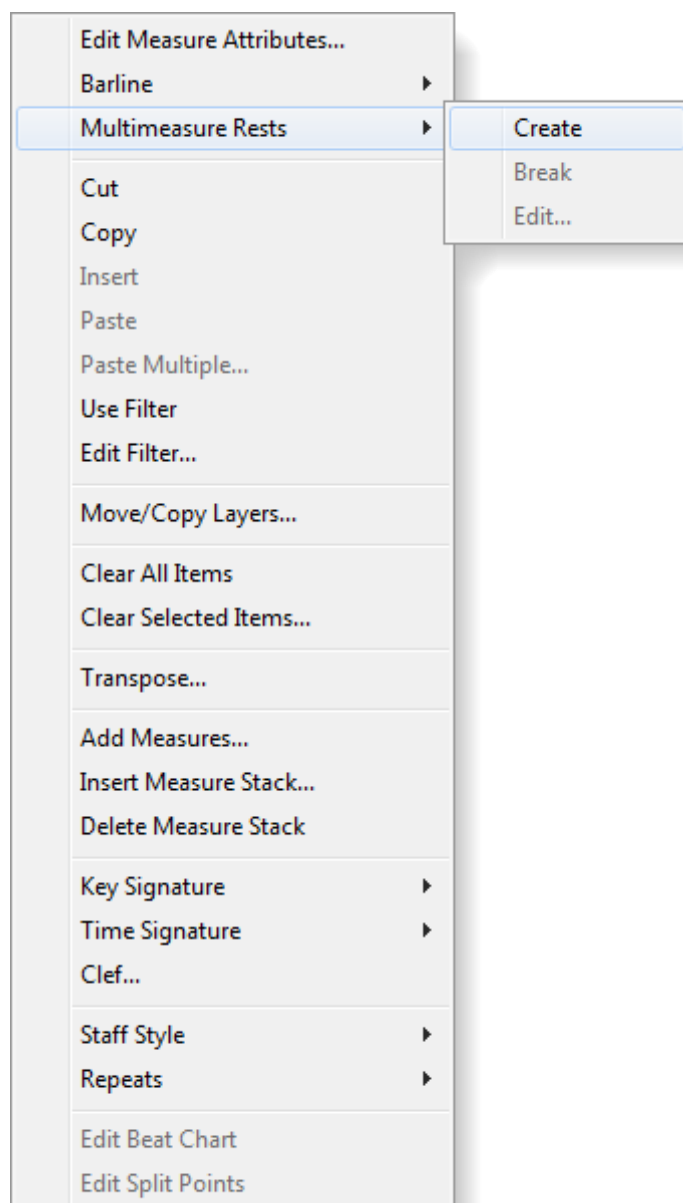 Edit Measure Attributes...
Barline
Multimeasure Rests
Create
Break
Edit...
Cut
Copy
Insert
Paste
Paste Multiple...
Use Filter
Edit Filter...
Move/Copy Layers...
Clear All Items
Clear Selected Items...
Transpose...
Add Measures...
Insert Measure Stack...
Delete Measure Stack
Key Signature
Time Signature
Clef...
Staff Style
Repeats
Edit Beat Chart
Edit Split Points